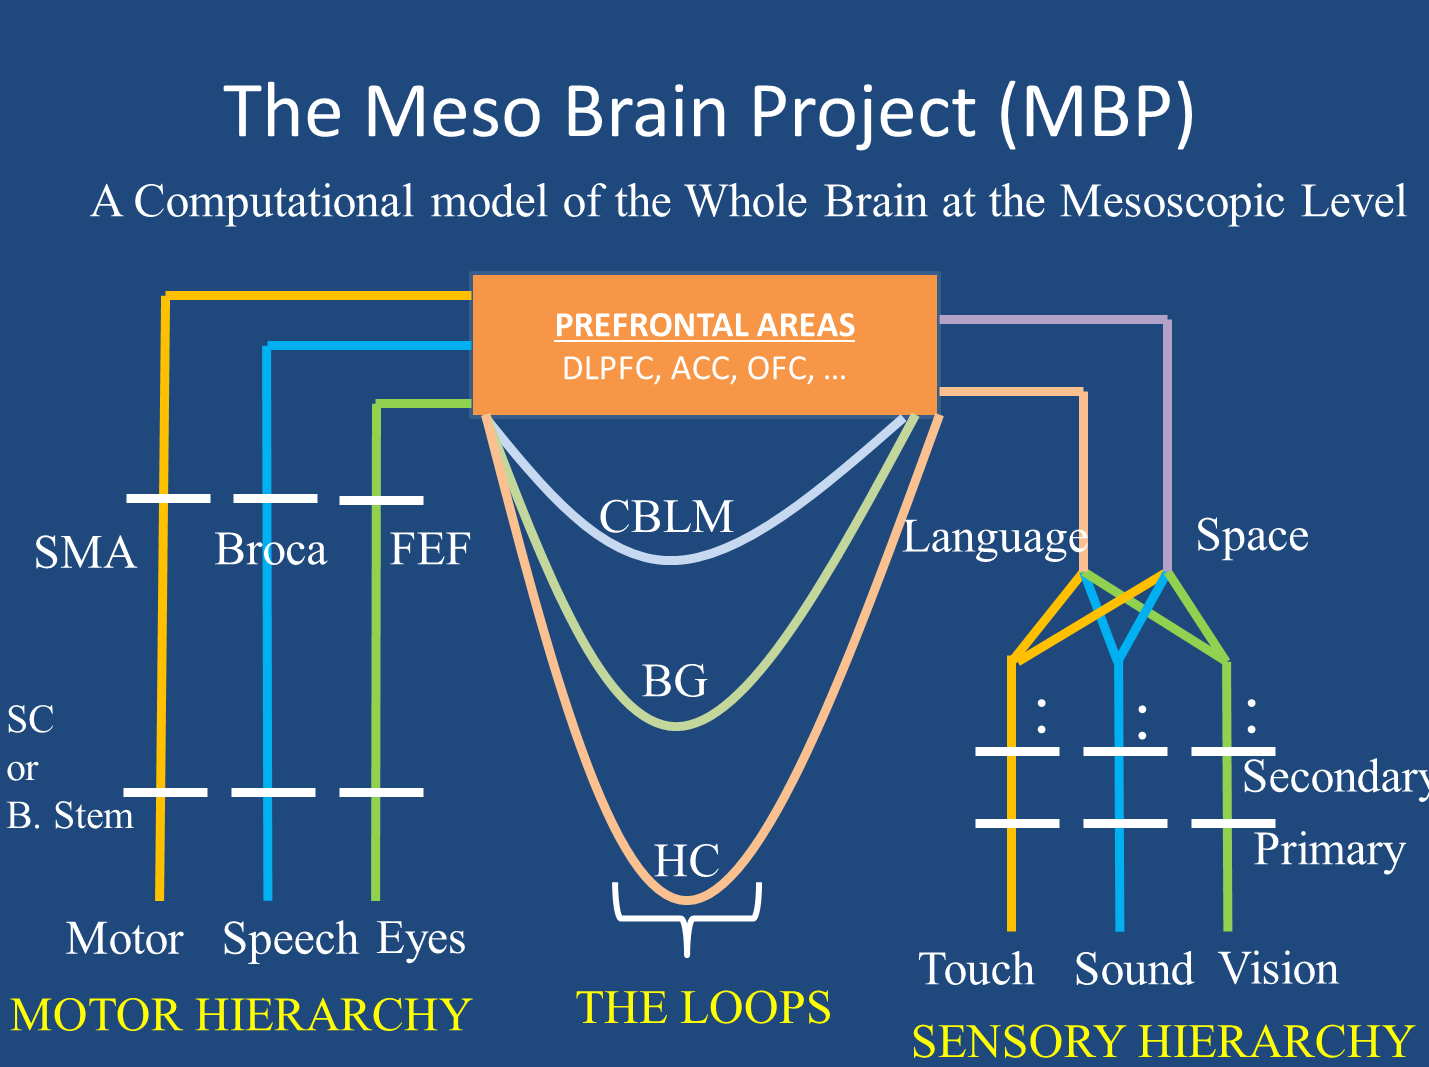 The Meso Brain Project (MBP)
A Computational model of the Whole Brain at the Mesoscopic Level
PREFRONTAL AREAS
DLPFC, ACC, OFC, ...
SMA
Broca
FEF
SC
or
B. Stem
Motor
Speech
Eyes
MOTOR HIERARCHY
CBLM
BG
HC
THE LOOPS
Language
Space
:
:
:
Secondary
Primary
Touch
Sound
Vision
SENSORY HIERARCHY